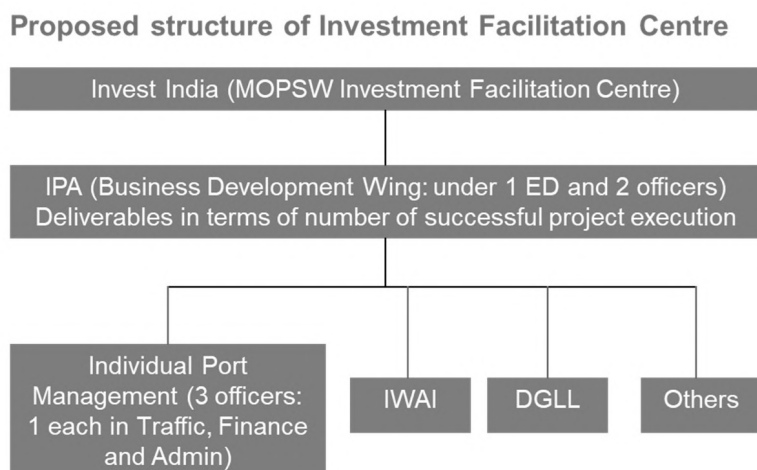 Proposed structure of Investment Facilitation Centre
Invest India (MOPSW Investment Facilitation Centre)
IPA (Business Development Wing: under 1 ED and 2 officers)
Deliverables in terms of number of successful project execution
Individual Port
Management (3 officers:
1 each in Traffic, Finance
and Admin)
IWAI
DGLL
Others